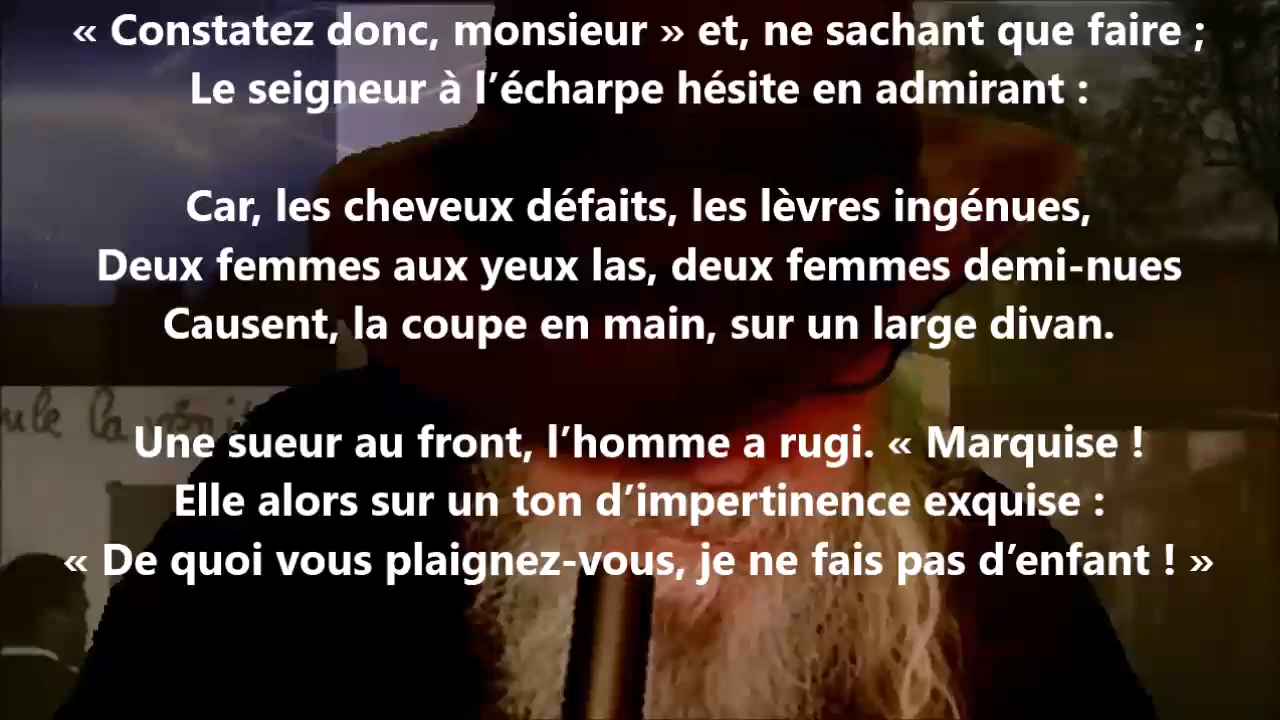 « Constatez donc, monsieur » et, ne sachant que faire ;
Le seigneur à l’écharpe hésite en admirant :
Car, les cheveux défaits, les lèvres ingénues,
Deux femmes aux yeux las, deux femmes demi-nues
Causent, la coupe en main, sur un large divan.
Une sueur au front, l’homme a rugi. « Marquise !
Elle alors sur un ton d’impertinence exquise :
« De quoi vous plaignez-vous, je ne fais pas d’enfant ! »